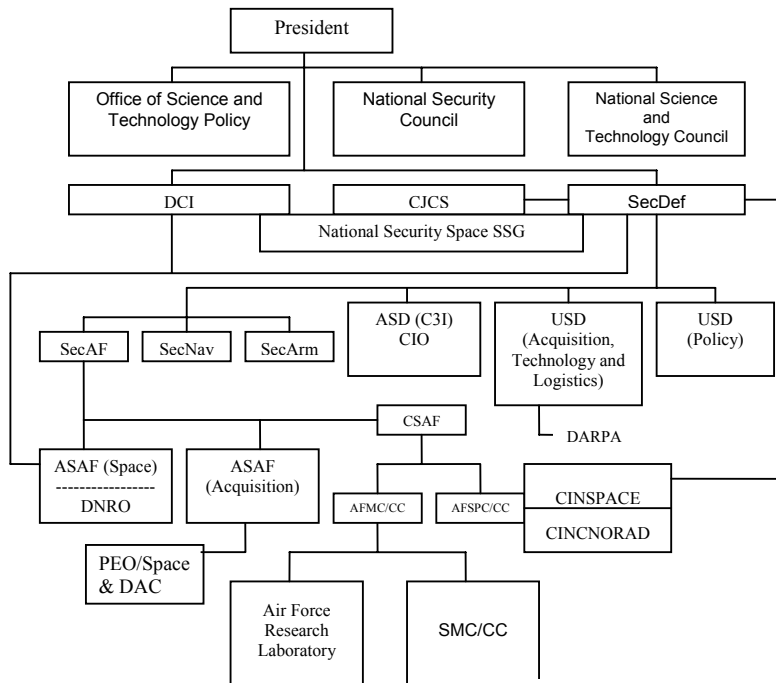 President
Office of Science and
Technology Policy
National Security
Council
National Science
and
Technology Council
DCI
CJCS
SecDef
National Security Space SSG
SecAF
SecNav
SecArm
ASD (C3I)
CIO
USD
(Acquisition,
Technology and
Logistics)
USD
(Policy)
DARPA
CSAF
ASAF (Space)
-----------------
DNRO
ASAF
(Acquisition)
AFMC/CC
AFSPC/CC
CINSPACE
CINCNORAD
PEO/Space
& DAC
Air Force
Research
Laboratory
SMC/CC